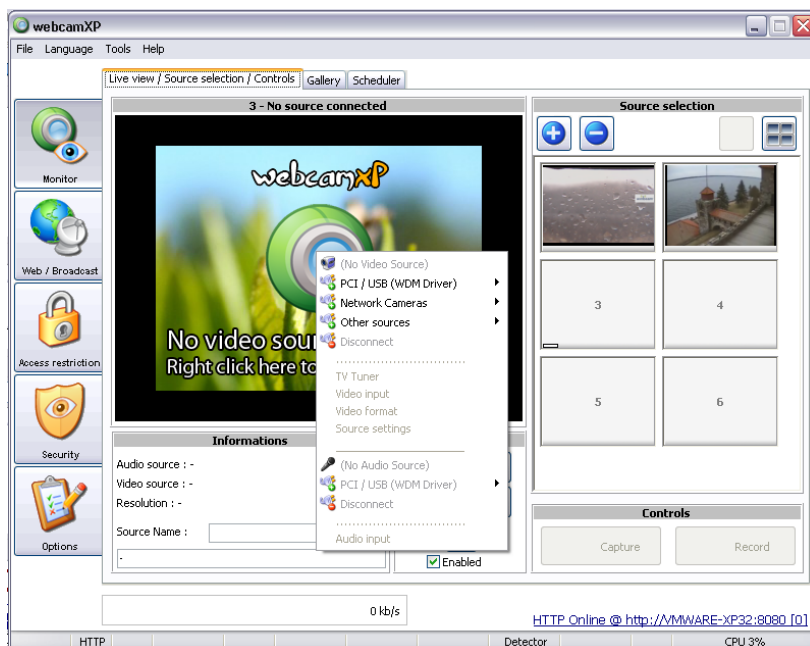 webcamXP
File Language Tools Help
Live view / Source selection / Controls Gallery Scheduler
3 - No source connected
Source selection
webcamXP
Monitor
Web / Broadcast
Access restriction
Security
Options
No video sou
Right click here to
(No Video Source)
PCI / USB (WDM Driver)
Network Cameras
Other sources
Disconnect
TV Tuner
Video input
Video format
Source settings
(No Audio Source)
PCI / USB (WDM Driver)
Disconnect
Audio input
3 4
5 6
Informations
Audio source : -
Video source : -
Resolution : -
Source Name :
-
Enabled
Controls
Capture Record
0 kb/s
HTTP Online @ http://VMWARE-XP32:8080 [0]
HTTP Detector CPU 3%